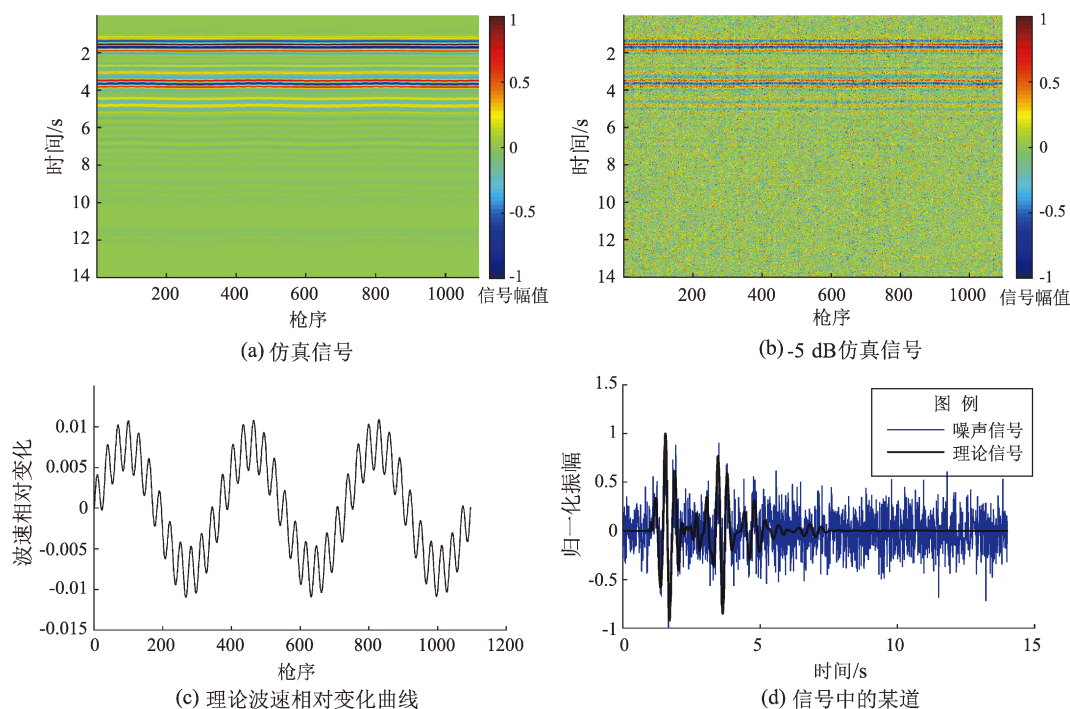 1
0.5
0
-0.5
-1
信号幅值
2
4
6
8
10
12
14
时间/s
200 400 600 800 1000
枪序
(a) 仿真信号
1
0.5
0
-0.5
-1
信号幅值
2
4
6
8
10
12
14
时间/s
200 400 600 800 1000
枪序
(b) -5 dB仿真信号
0.01
0.005
0
-0.005
-0.01
-0.015
波速相对变化
0 200 400 600 800 1000 1200
枪序
(c) 理论波速相对变化曲线
1.5
1
0.5
0
-0.5
-1
归一化振幅
图 例
噪声信号
理论信号
0 5 10 15
时间/s
(d) 信号中的某道